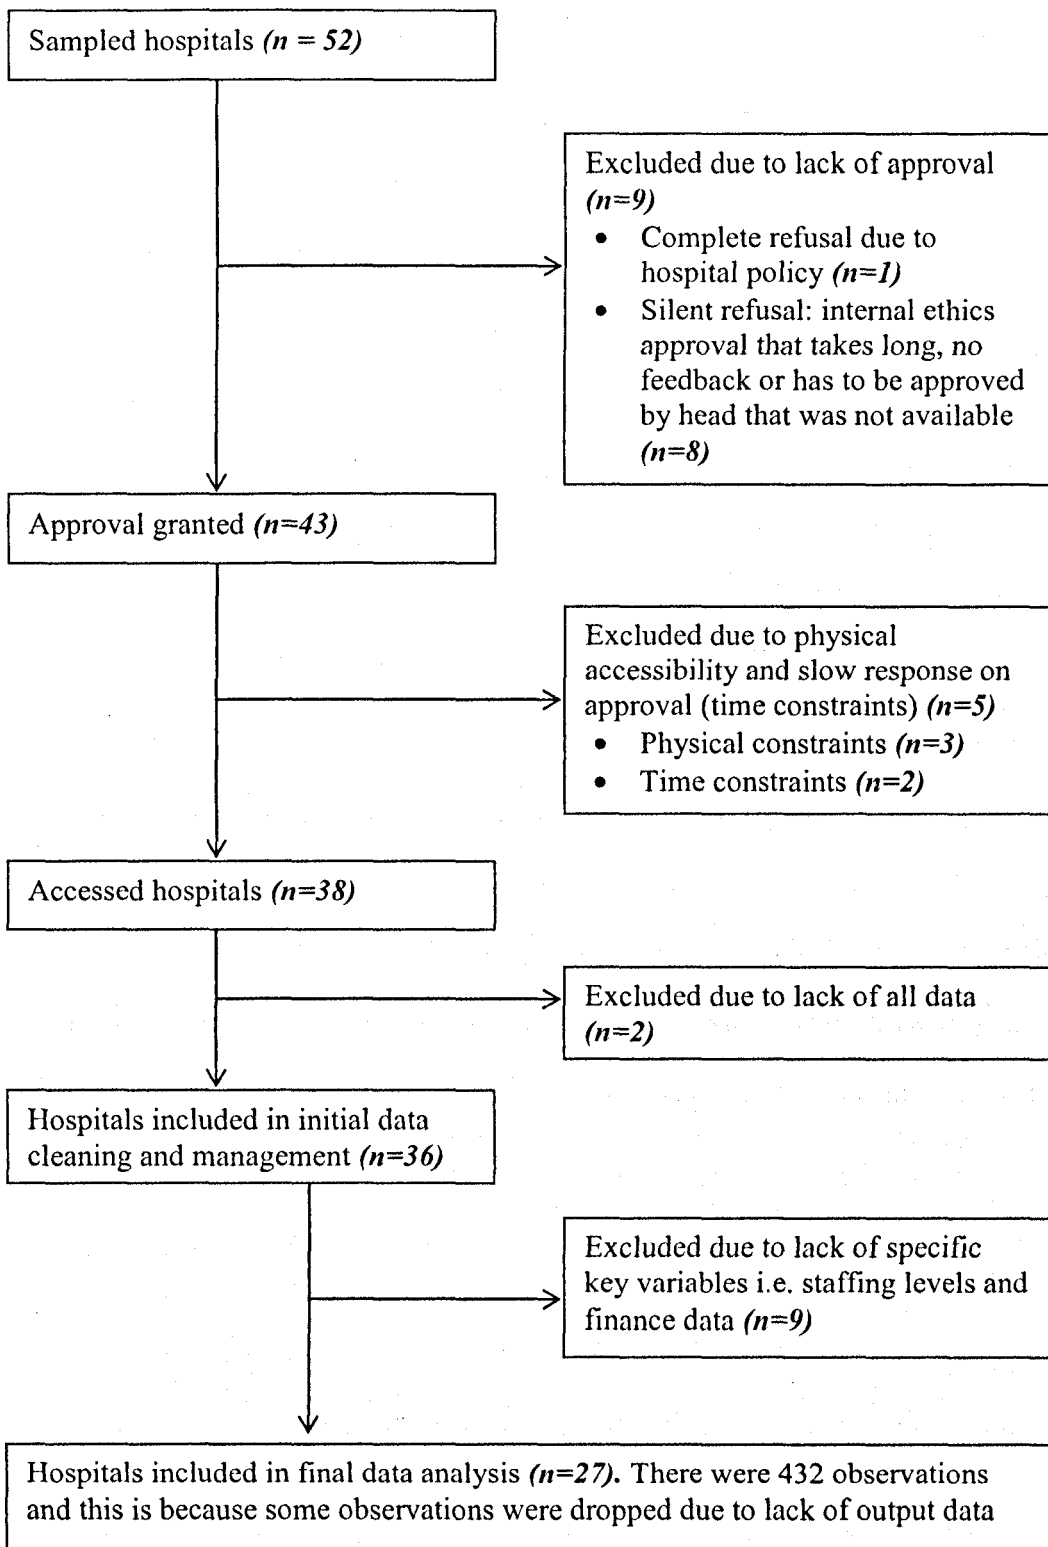 Sampled hospitals (n = 52)
Excluded due to lack of approval
(n=9)
• Complete refusal due to
hospital policy (n=1)
• Silent refusal: internal ethics
approval that takes long, no
feedback or has to be approved
by head that was not available
(n=8)
Approval granted (n=43)
Excluded due to physical
accessibility and slow response on
approval (time constraints) (n=5)
• Physical constraints (n=3)
• Time constraints (n=2)
Accessed hospitals (n=38)
Excluded due to lack of all data
(n=2)
Hospitals included in initial data
cleaning and management (n=36)
Excluded due to lack of specific
key variables i.e. staffing levels and
finance data (n=9)
Hospitals included in final data analysis (n=27). There were 432 observations
and this is because some observations were dropped due to lack of output data